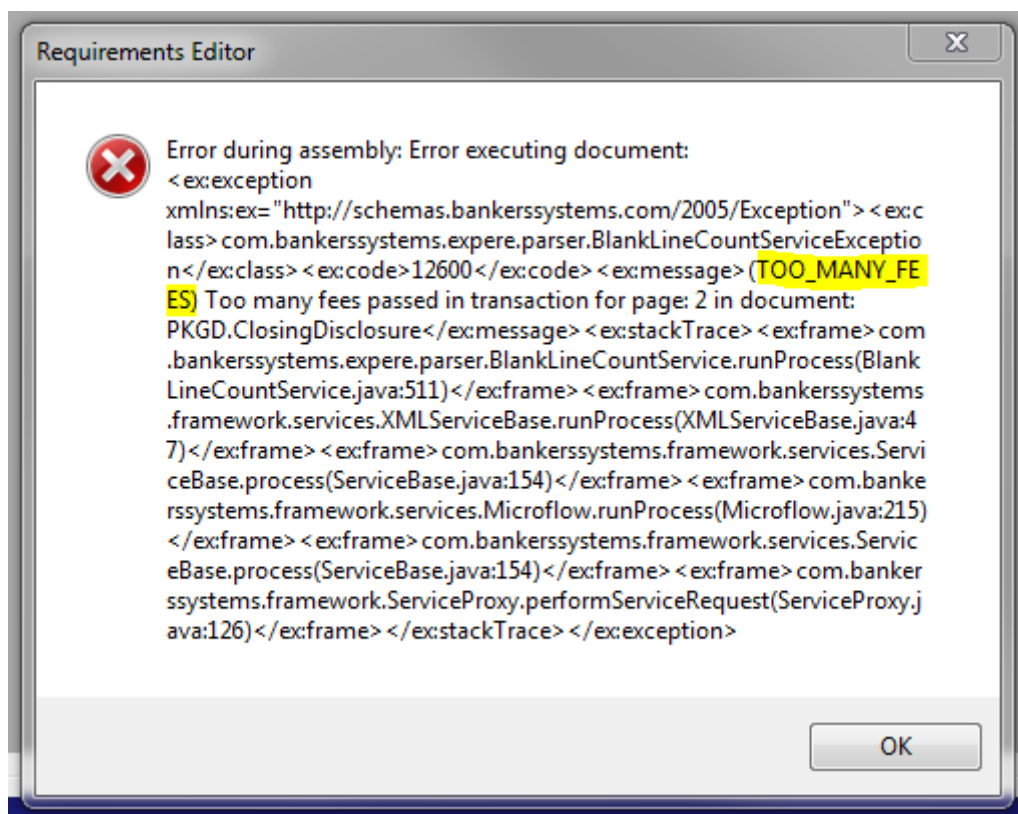 Requirements Editor
Error during assembly: Error executing document:
<ex:exception
xmlns:ex="http://schemas.bankerssystems.com/2005/Exception"><ex:c
lass>com.bankerssystems.expere.parser.BlankLineCountServiceExceptio
n</ex:class><ex:code>12600</ex:code><ex:message>(TOO_MANY_FE
ES) Too many fees passed in transaction for page: 2 in document:
PKGD.ClosingDisclosure</ex:message><ex:stackTrace><ex:frame>com
.bankerssystems.expere.parser.BlankLineCountService.runProcess(Blank
LineCountService.java:511)</ex:frame><ex:frame>com.bankerssystems
.framework.services.XMLServiceBase.runProcess(XMLServiceBase.java:4
7)</ex:frame><ex:frame>com.bankerssystems.framework.services.Servi
ceBase.process(ServiceBase.java:154)</ex:frame><ex:frame>com.banke
rssystems.framework.services.Microflow.runProcess(Microflow.java:215)
</ex:frame><ex:frame>com.bankerssystems.framework.services.Servic
eBase.process(ServiceBase.java:154)</ex:frame><ex:frame>com.banker
ssystems.framework.ServiceProxy.performServiceRequest(ServiceProxy.j
ava:126)</ex:frame></ex:stackTrace></ex:exception>
OK